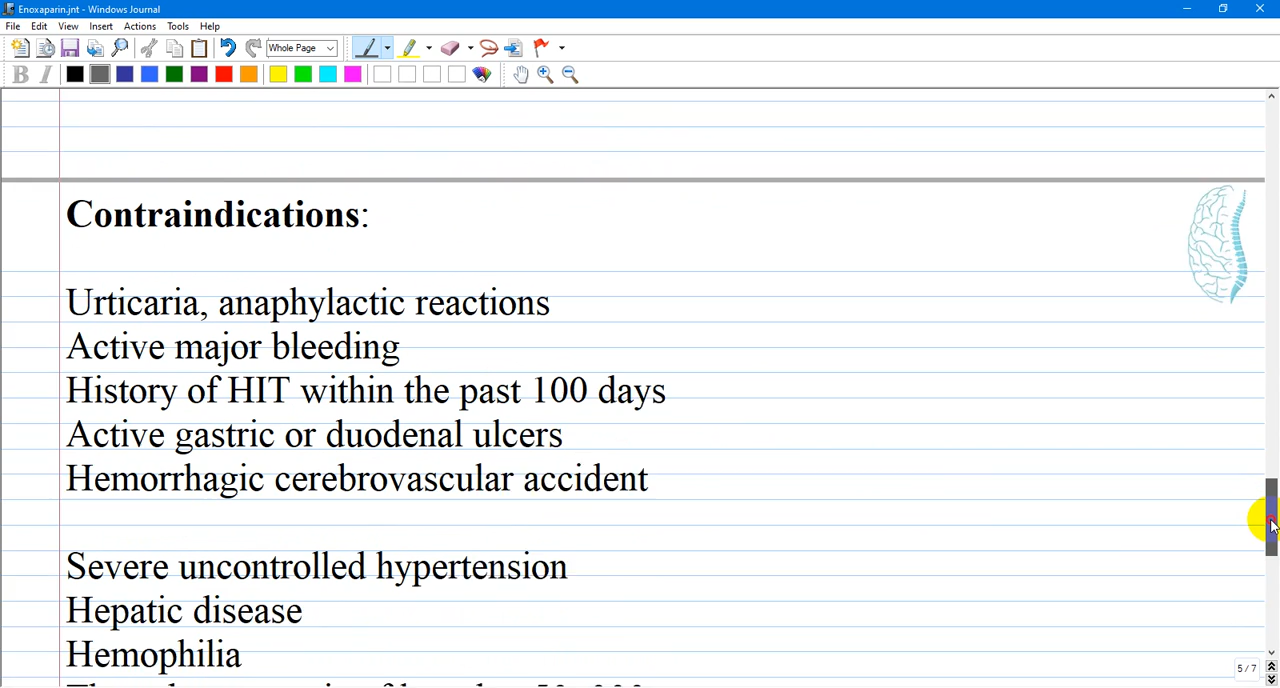 Enoxaparin.jnt - Windows Journal
File Edit View Insert Actions Tools Help
Whole Page
B I
Contraindications:
Urticaria, anaphylactic reactions
Active major bleeding
History of HIT within the past 100 days
Active gastric or duodenal ulcers
Hemorrhagic cerebrovascular accident
Severe uncontrolled hypertension
Hepatic disease
Hemophilia
5 / 7